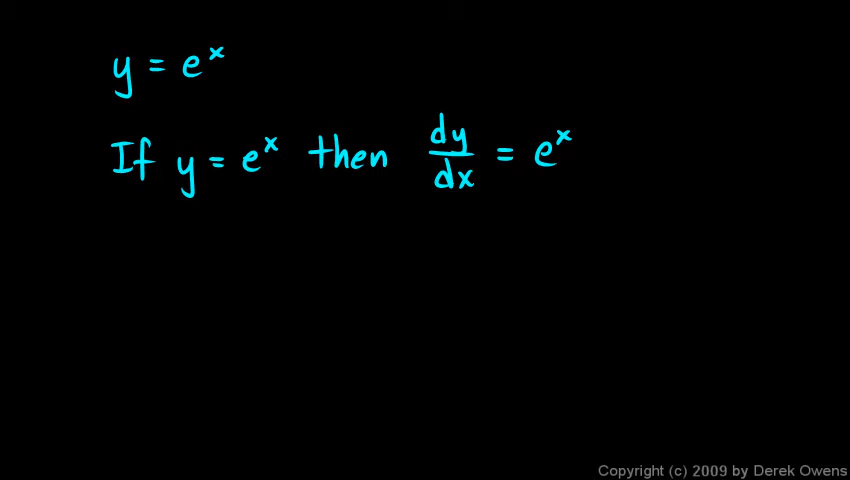 y = e^x
If y = e^x then dy/dx = e^x
Copyright (c) 2009 by Derek Owens